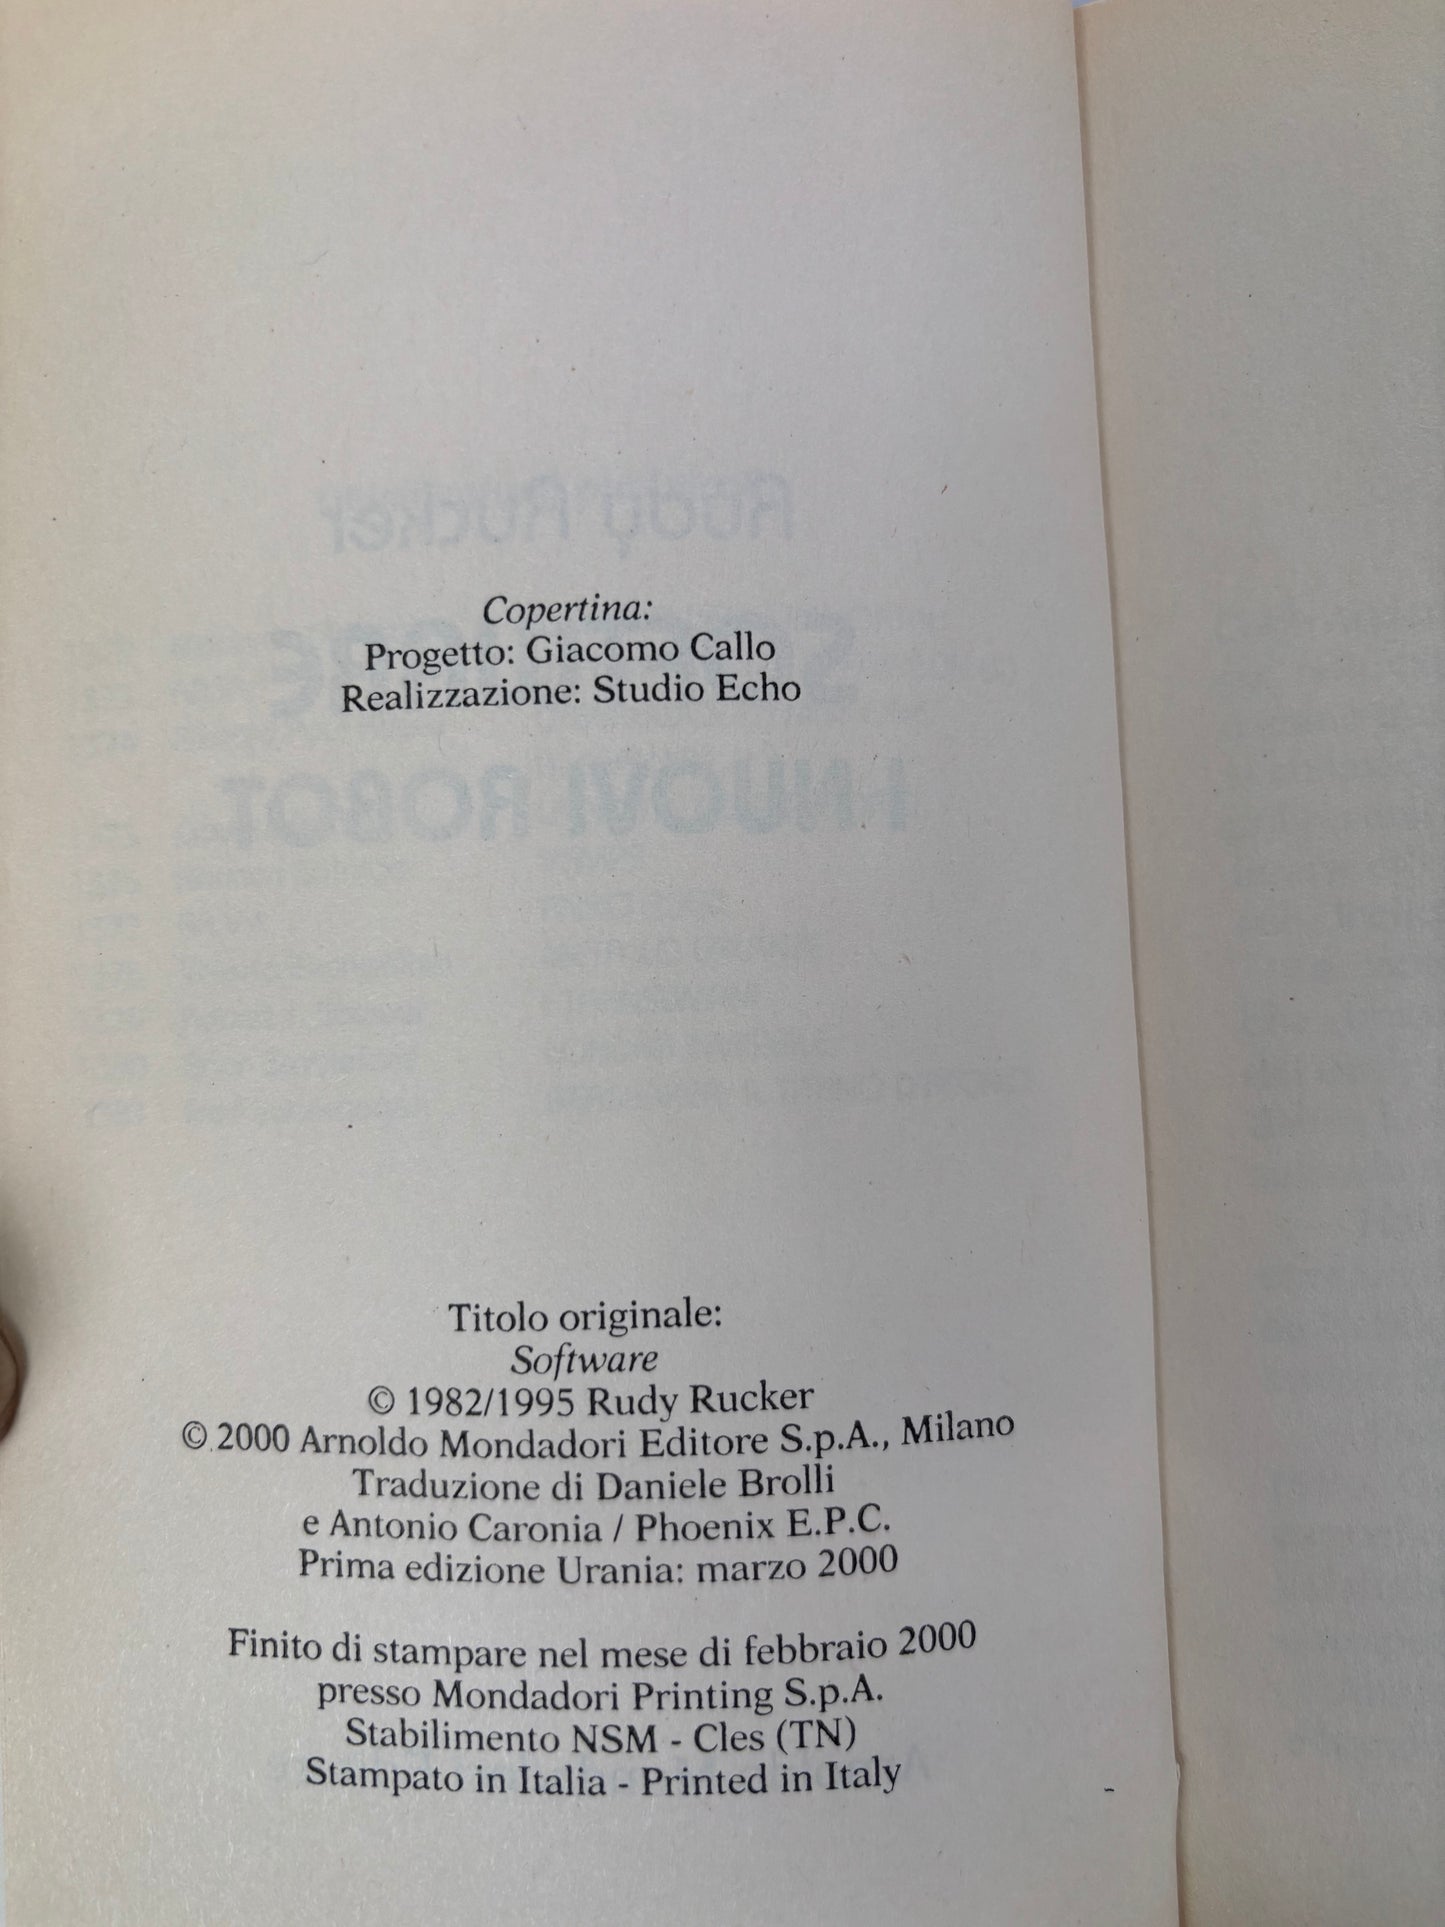 Copertina:
Progetto: Giacomo Callo
Realizzazione: Studio Echo
Titolo originale:
Software
© 1982/1995 Rudy Rucker
© 2000 Arnoldo Mondadori Editore S.p.A., Milano
Traduzione di Daniele Brolli
e Antonio Caronia / Phoenix E.P.C.
Prima edizione Urania: marzo 2000
Finito di stampare nel mese di febbraio 2000
presso Mondadori Printing S.p.A.
Stabilimento NSM - Cles (TN)
Stampato in Italia - Printed in Italy